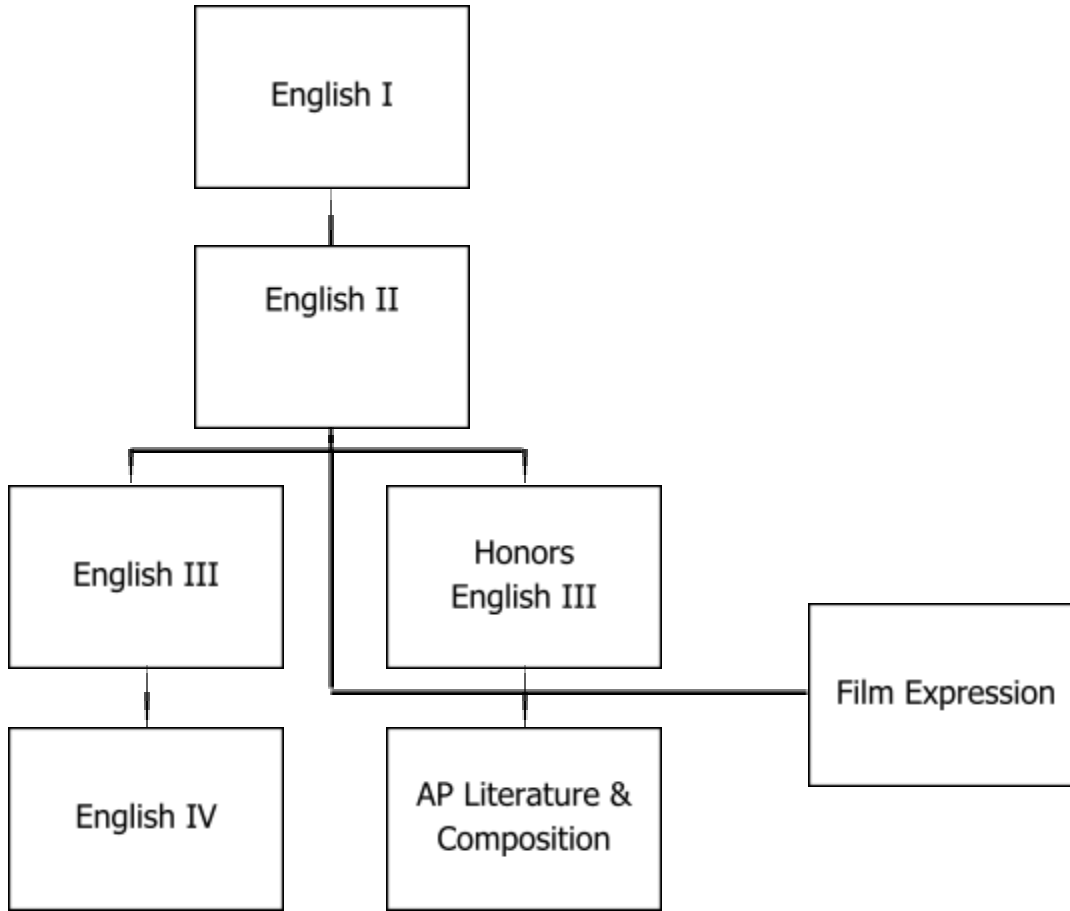 English I
English II
English III
Honors
English III
Film Expression
English IV
AP Literature &
Composition